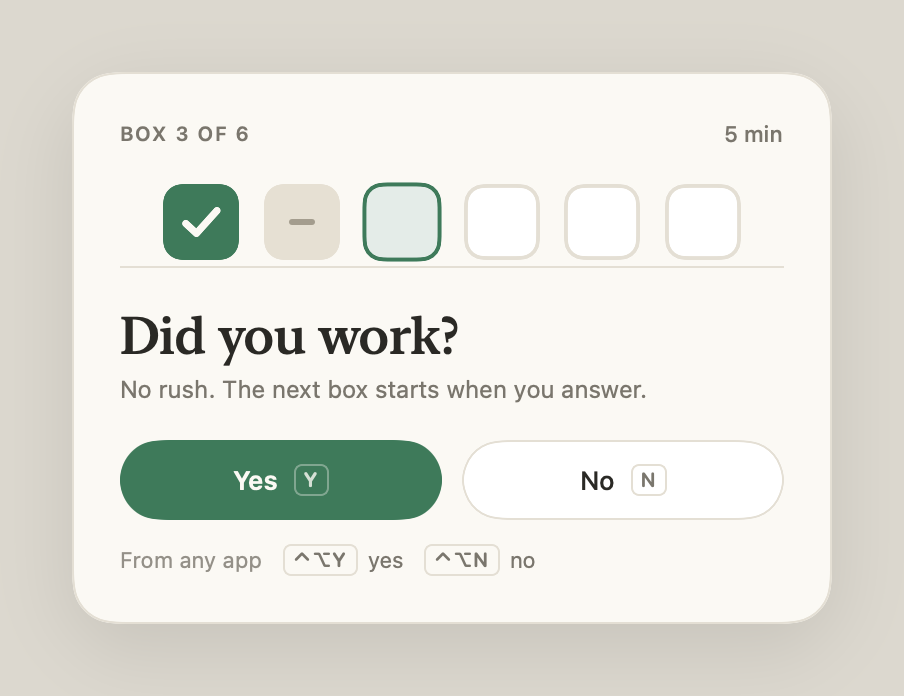 BOX 3 OF 6 5 min
Did you work?
No rush. The next box starts when you answer.
Yes Y No N
From any app ⌃⌥Y yes ⌃⌥N no